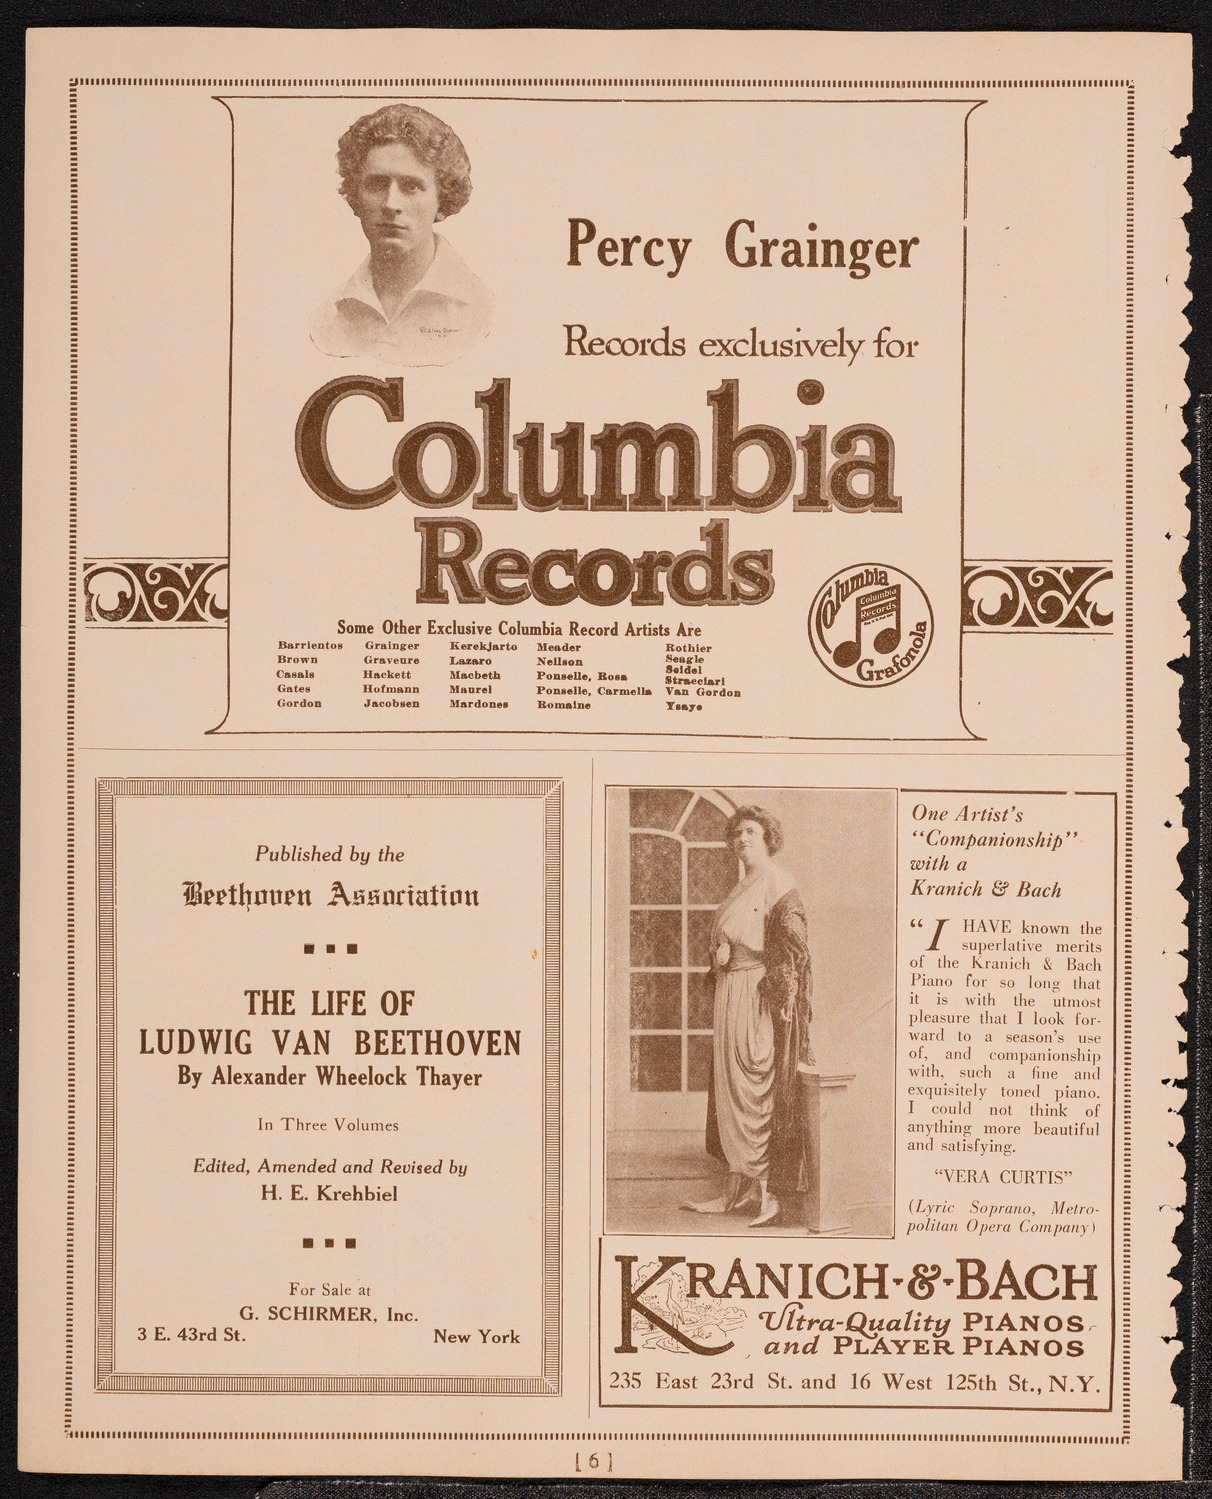 Percy Grainger
Records exclusively for
Columbia
Records
Some Other Exclusive Columbia Record Artists Are
Barrientos
Brown
Casals
Gates
Gordon
Grainger
Graveure
Hackett
Hofmann
Jacobsen
Kerekjarto
Lazaro
Macbeth
Maurel
Mardones
Meader
Neilson
Ponselle, Rosa
Ponselle, Carmella
Romaine
Rothier
Seagle
Seidel
Stracciari
Van Gordon
Ysaye
Columbia
Columbia
Records
Grafonola
Published by the
Beethoven Association
THE LIFE OF
LUDWIG VAN BEETHOVEN
By Alexander Wheelock Thayer
In Three Volumes
Edited, Amended and Revised by
H. E. Krehbiel
For Sale at
G. SCHIRMER, Inc.
3 E. 43rd St. New York
One Artist's
"Companionship"
with a
Kranich & Bach
"I HAVE known the
superlative merits
of the Kranich & Bach
Piano for so long that
it is with the utmost
pleasure that I look for-
ward to a season's use
of, and companionship
with, such a fine and
exquisitely toned piano.
I could not think of
anything more beautiful
and satisfying.
"VERA CURTIS"
(Lyric Soprano, Metro-
politan Opera Company)
KRANICH-&-BACH
Ultra-Quality PIANOS
and PLAYER PIANOS
235 East 23rd St. and 16 West 125th St., N.Y.
[ 6 ]